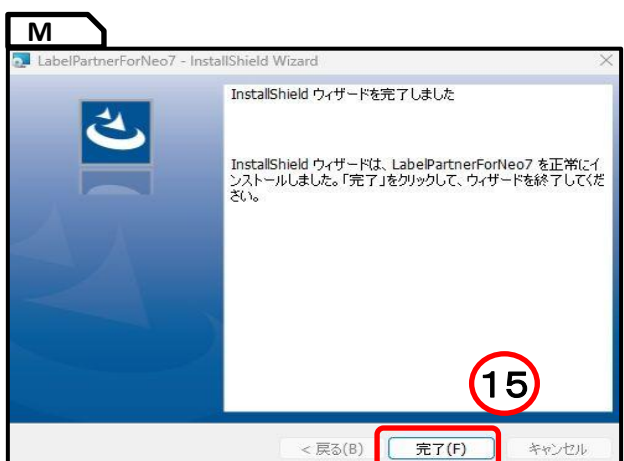 M
LabelPartnerForNeo7 - InstallShield Wizard
InstallShield ウィザードを完了しました
InstallShield ウィザードは、LabelPartnerForNeo7 を正常にイ
ンストールしました。「完了」をクリックして、ウィザードを終了してくだ
さい。
15
< 戻る(B)
完了(F)
キャンセル